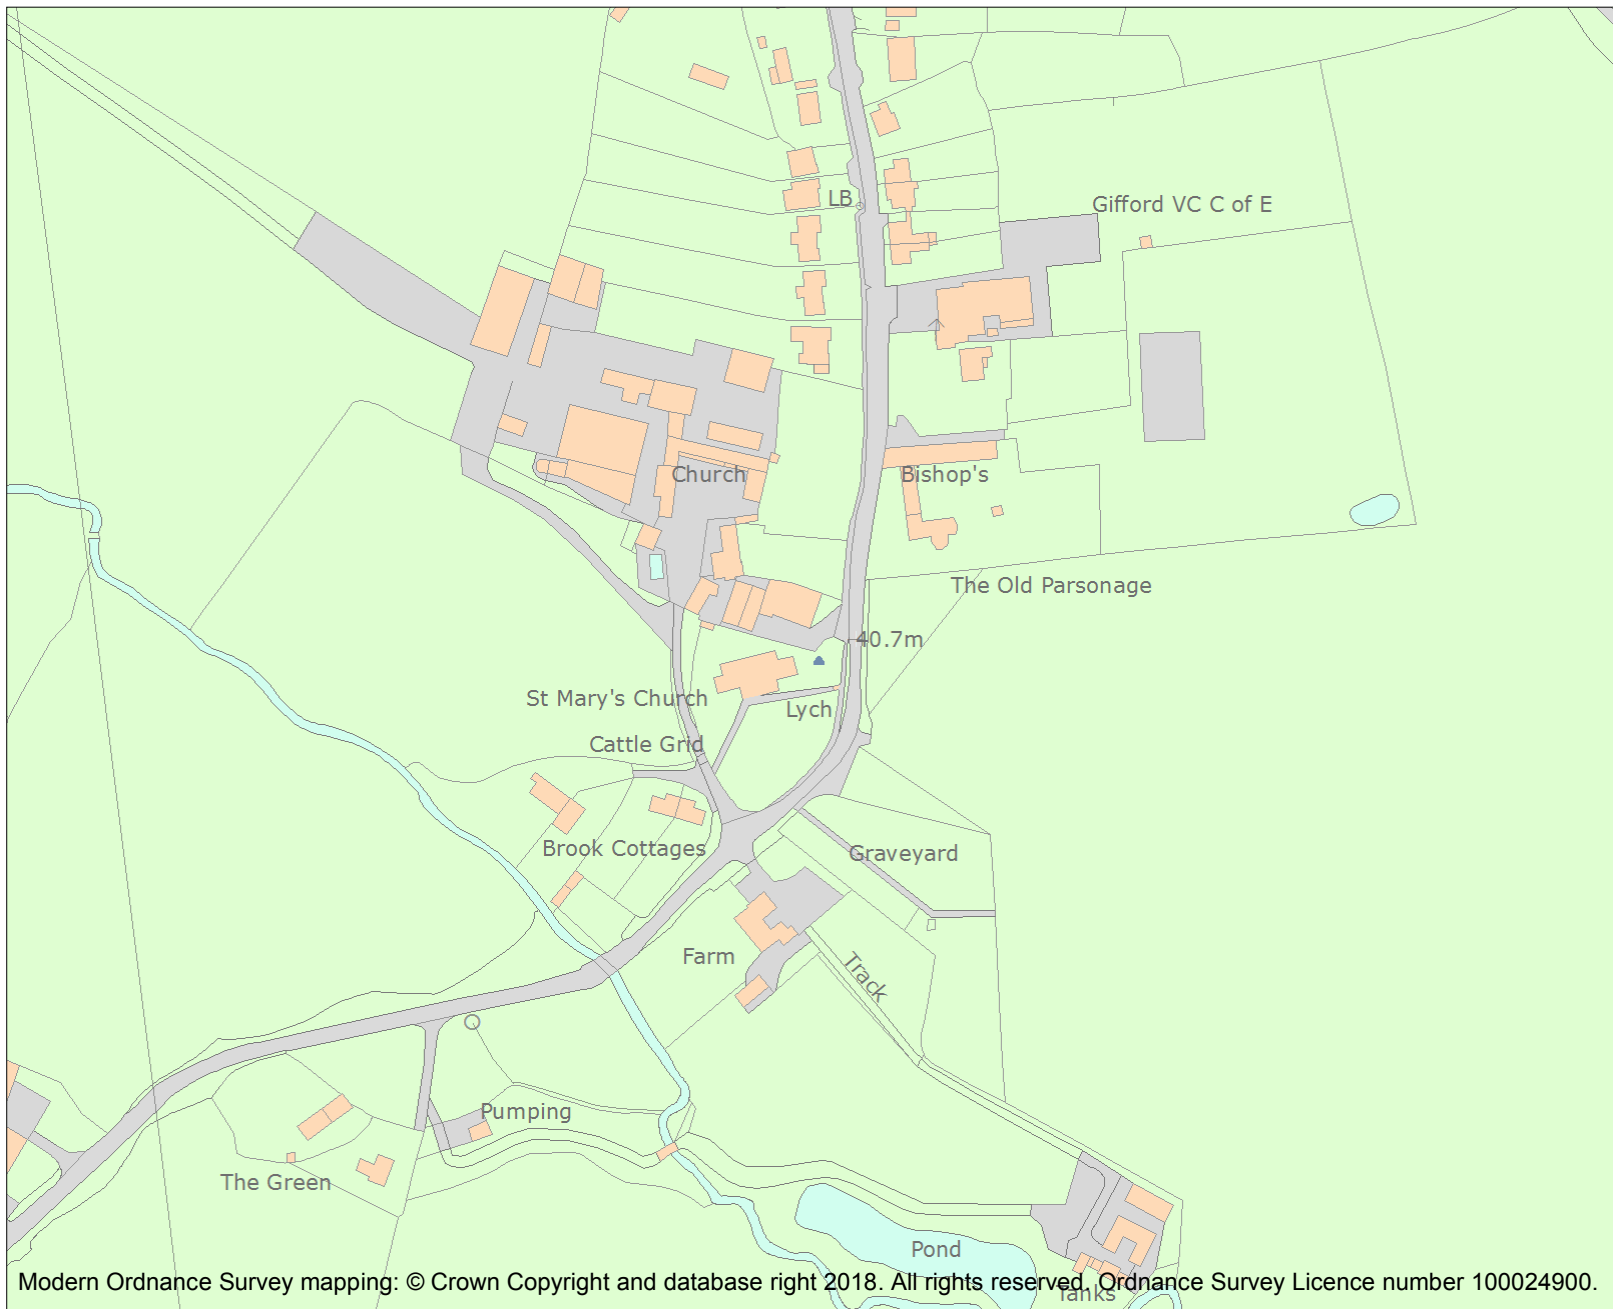 LB
Gifford VC C of E
Church
Bishop's
The Old Parsonage
40.7m
St Mary's Church
Lych
Cattle Grid
Brook Cottages
Graveyard
Farm
Track
Pumping
The Green
Pond
Modern Ordnance Survey mapping: © Crown Copyright and database right 2018. All rights reserved, Ordnance Survey Licence number 100024900.
Tanks